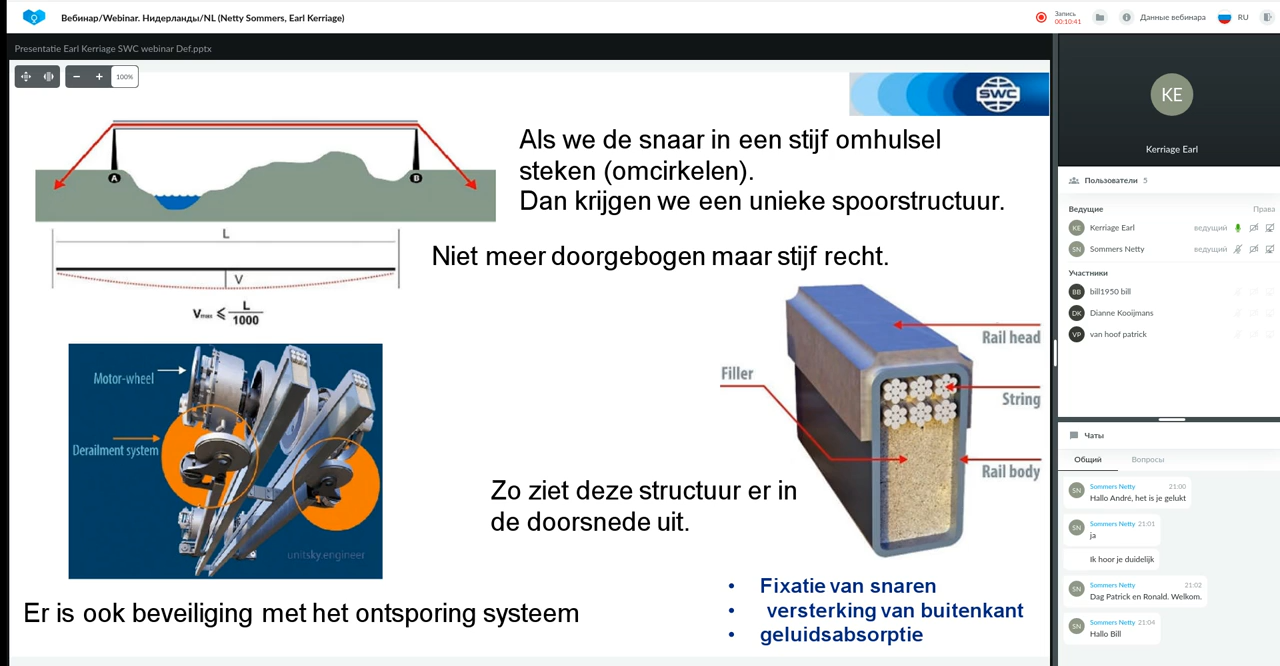 Вебинар/Webinar. Нидерланды/NL (Netty Sommers, Earl Kerriage)
Запись
00:10:41
Данные вебинара
RU
Presentatie Earl Kerriage SWC webinar Def.pptx
100%
SWC
Als we de snaar in een stijf omhulsel
steken (omcirkelen).
Dan krijgen we een unieke spoorstructuur.
A
B
L
V
Niet meer doorgebogen maar stijf recht.
Vmax ⩽ L/1000
Motor-wheel
Derailment system
unitsky.engineer
Filler
Rail head
String
Rail body
Zo ziet deze structuur er in
de doorsnede uit.
Er is ook beveiliging met het ontsporing systeem
• Fixatie van snaren
• versterking van buitenkant
• geluidsabsorptie
KE
Kerriage Earl
Пользователи 5
Ведущие Права
KE Kerriage Earl ведущий
SN Sommers Netty ведущий
Участники
BB bill1950 bill
DK Dianne Kooijmans
VP van hoof patrick
Чаты
Общий Вопросы
SN Sommers Netty 21:00
Hallo André, het is je gelukt
SN Sommers Netty 21:01
ja
Ik hoor je duidelijk
SN Sommers Netty 21:02
Dag Patrick en Ronald. Welkom.
SN Sommers Netty 21:04
Hallo Bill